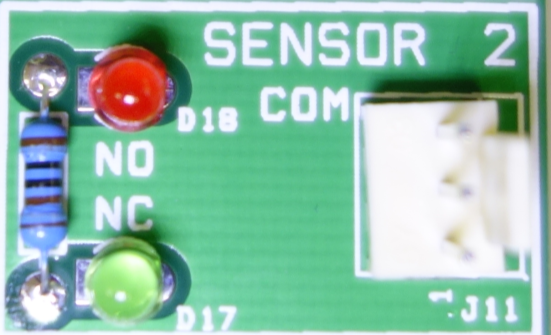 SENSOR 2
COM
D18
NO
NC
1
J11
D17